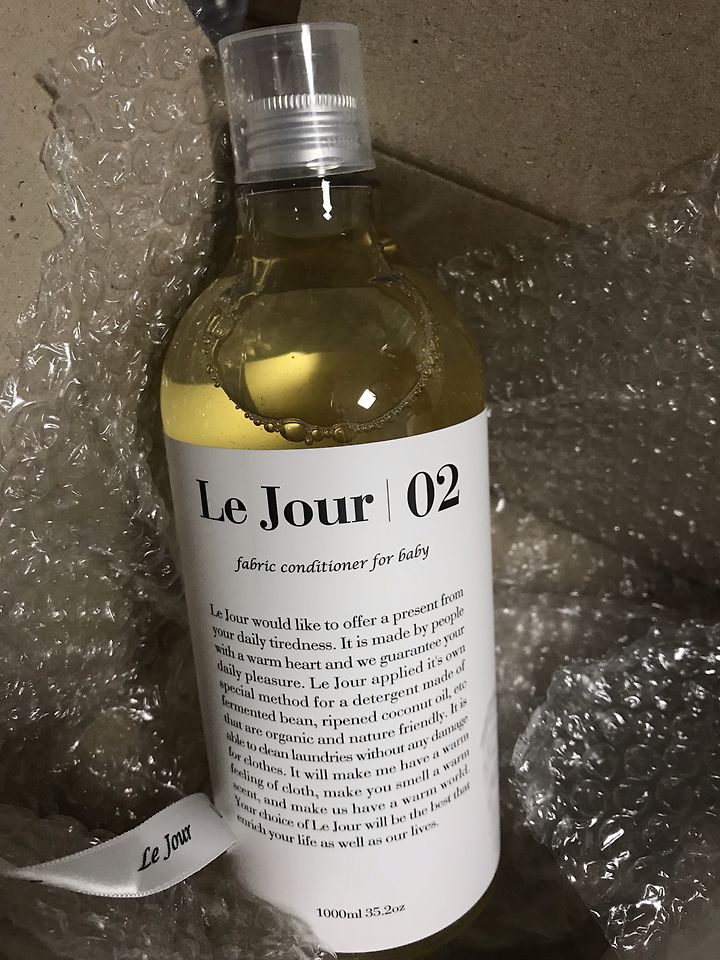 Le Jour | 02
fabric conditioner for baby
Le Jour would like to offer a present from
your daily tiredness. It is made by people
with a warm heart and we guarantee your
daily pleasure. Le Jour applied it's own
special method for a detergent made of
fermented bean, ripened coconut oil, etc
that are organic and nature friendly. It is
able to clean laundries without any damage
for clothes. It will make me have a warm
feeling of cloth, make you smell a warm
scent, and make us have a warm world.
Your choice of Le Jour will be the best that
enrich your life as well as our lives.
1000ml 35.2oz
Le Jour